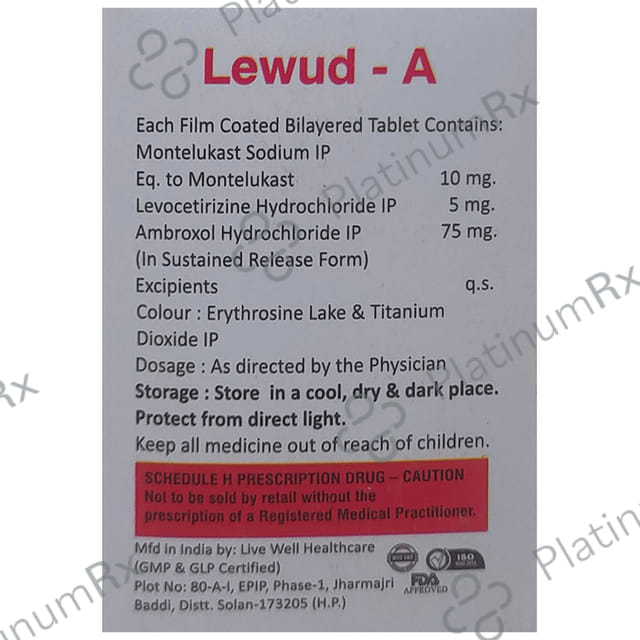 Lewud - A
Each Film Coated Bilayered Tablet Contains:
Montelukast Sodium IP
Eq. to Montelukast 10 mg.
Levocetirizine Hydrochloride IP 5 mg.
Ambroxol Hydrochloride IP 75 mg.
(In Sustained Release Form)
Excipients q.s.
Colour : Erythrosine Lake & Titanium
Dioxide IP
Dosage : As directed by the Physician
Storage : Store in a cool, dry & dark place.
Protect from direct light.
Keep all medicine out of reach of children.
SCHEDULE H PRESCRIPTION DRUG – CAUTION
Not to be sold by retail without the
prescription of a Registered Medical Practitioner.
Mfd in India by: Live Well Healthcare
(GMP & GLP Certified)
Plot No: 80-A-I, EPIP, Phase-1, Jharmajri
Baddi, Distt. Solan-173205 (H.P.)
ISO
FDA
APPROVED
PlatinumRx
PlatinumRx
PlatinumRx
Rx
inumRx
Platin